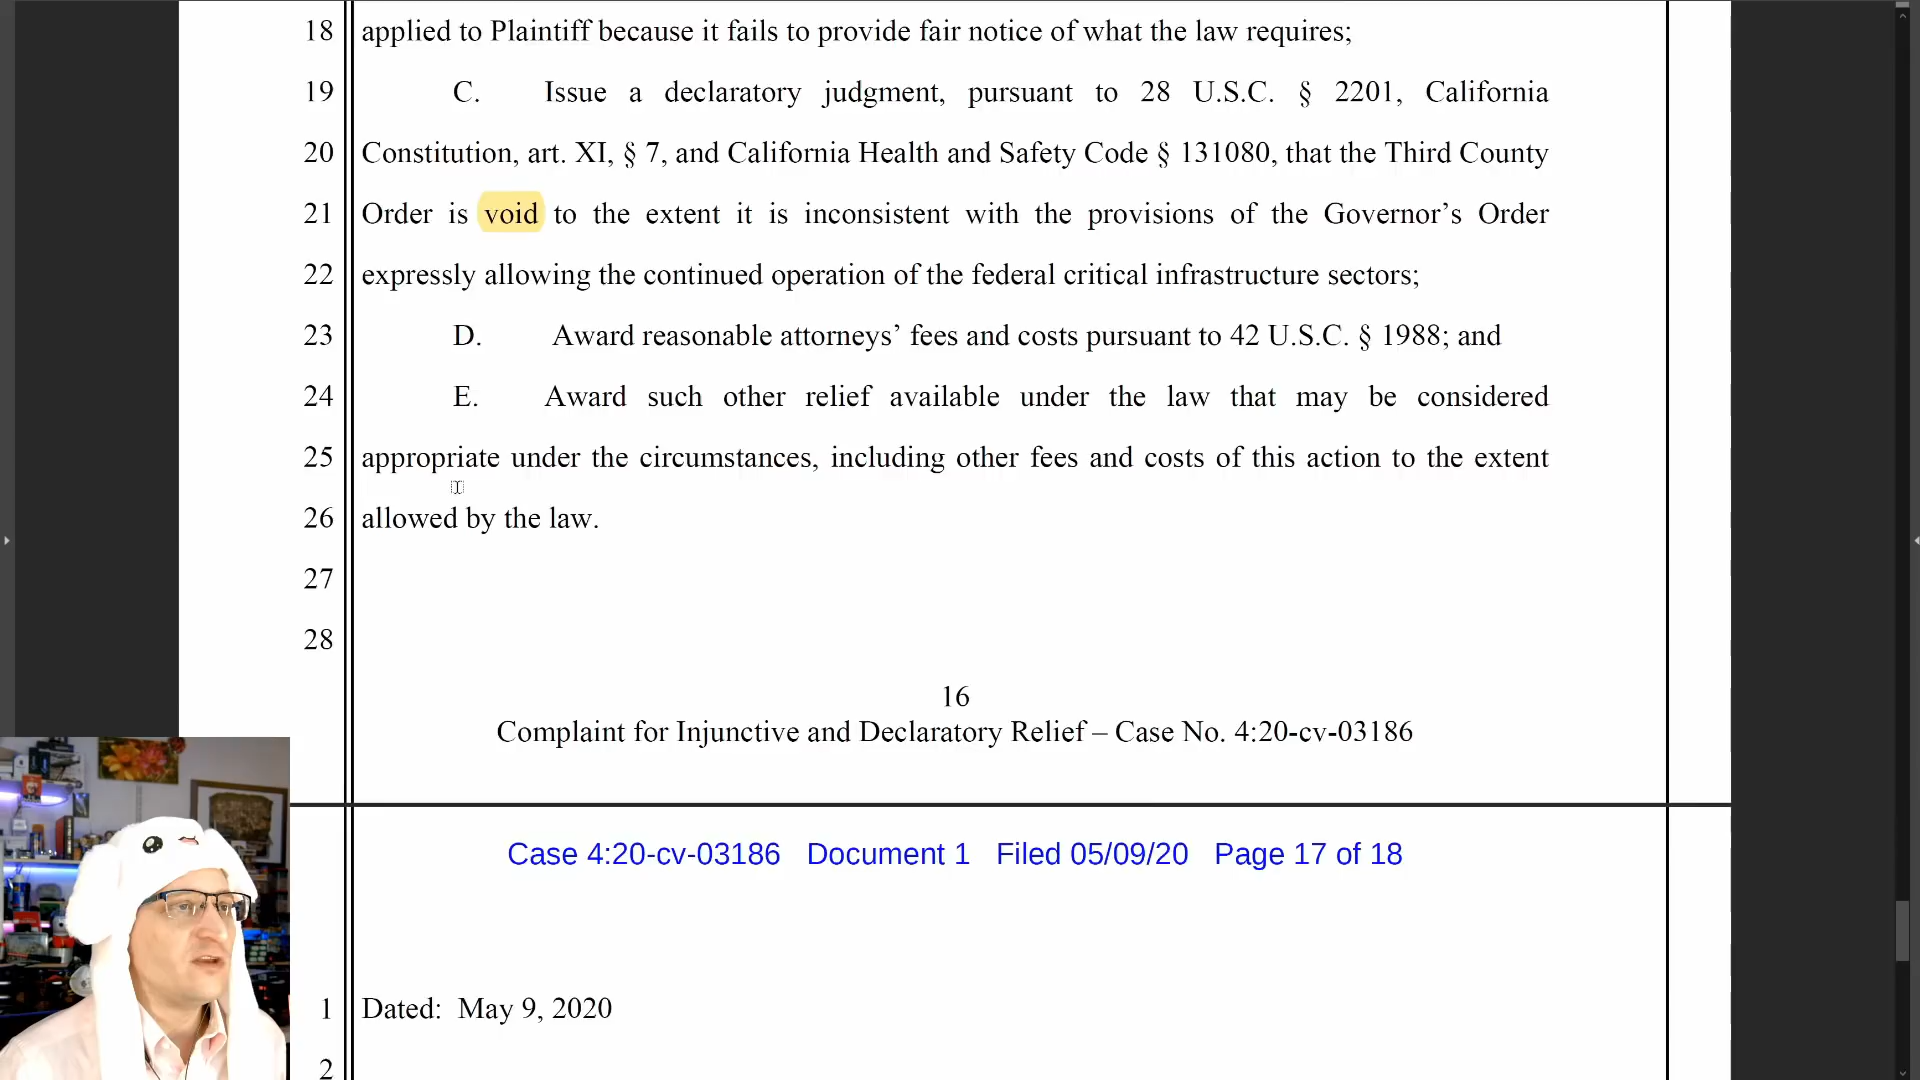 18 applied to Plaintiff because it fails to provide fair notice of what the law requires;
19 C. Issue a declaratory judgment, pursuant to 28 U.S.C. § 2201, California
20 Constitution, art. XI, § 7, and California Health and Safety Code § 131080, that the Third County
21 Order is void to the extent it is inconsistent with the provisions of the Governor’s Order
22 expressly allowing the continued operation of the federal critical infrastructure sectors;
23 D. Award reasonable attorneys’ fees and costs pursuant to 42 U.S.C. § 1988; and
24 E. Award such other relief available under the law that may be considered
25 appropriate under the circumstances, including other fees and costs of this action to the extent
26 allowed by the law.
27
28
16
Complaint for Injunctive and Declaratory Relief – Case No. 4:20-cv-03186
Case 4:20-cv-03186 Document 1 Filed 05/09/20 Page 17 of 18
1 Dated: May 9, 2020
2